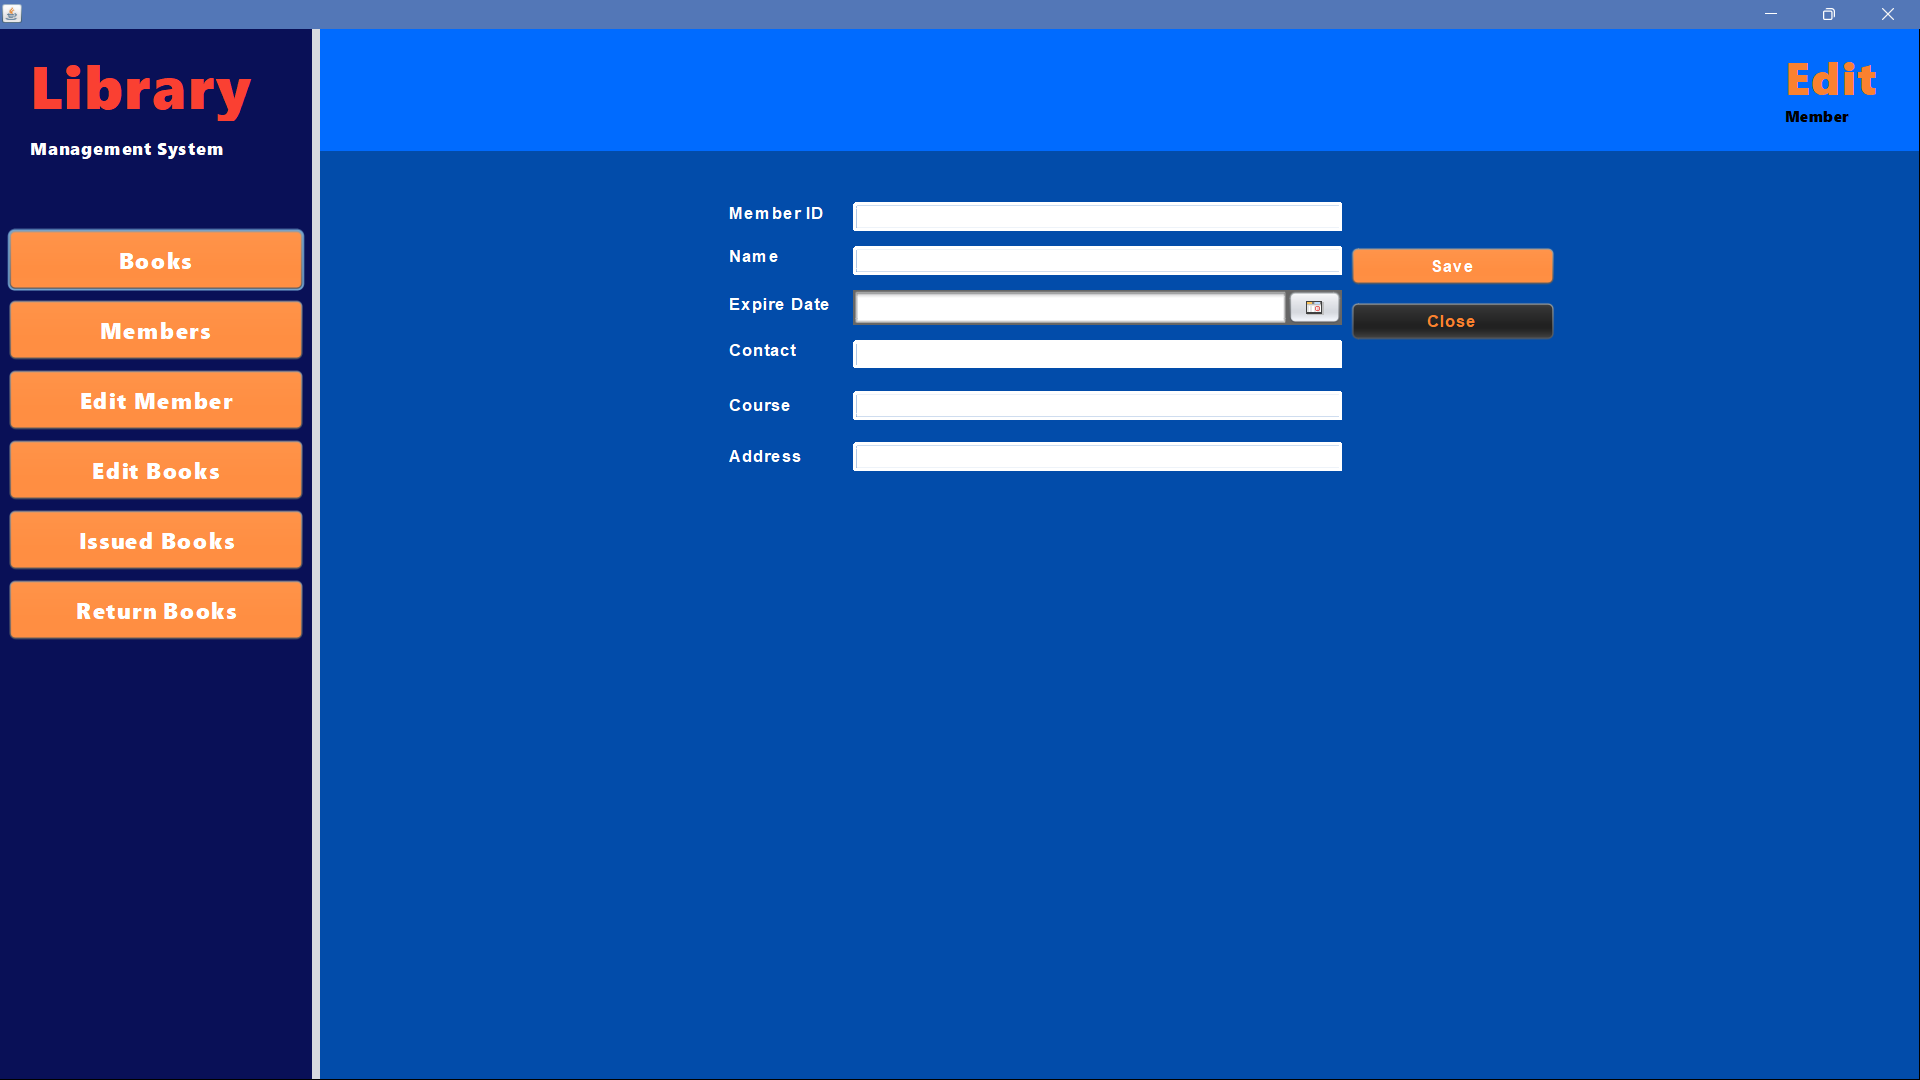 Library
Management System
Books
Members
Edit Member
Edit Books
Issued Books
Return Books
Edit
Member
Member ID
Name
Save
Expire Date
Close
Contact
Course
Address